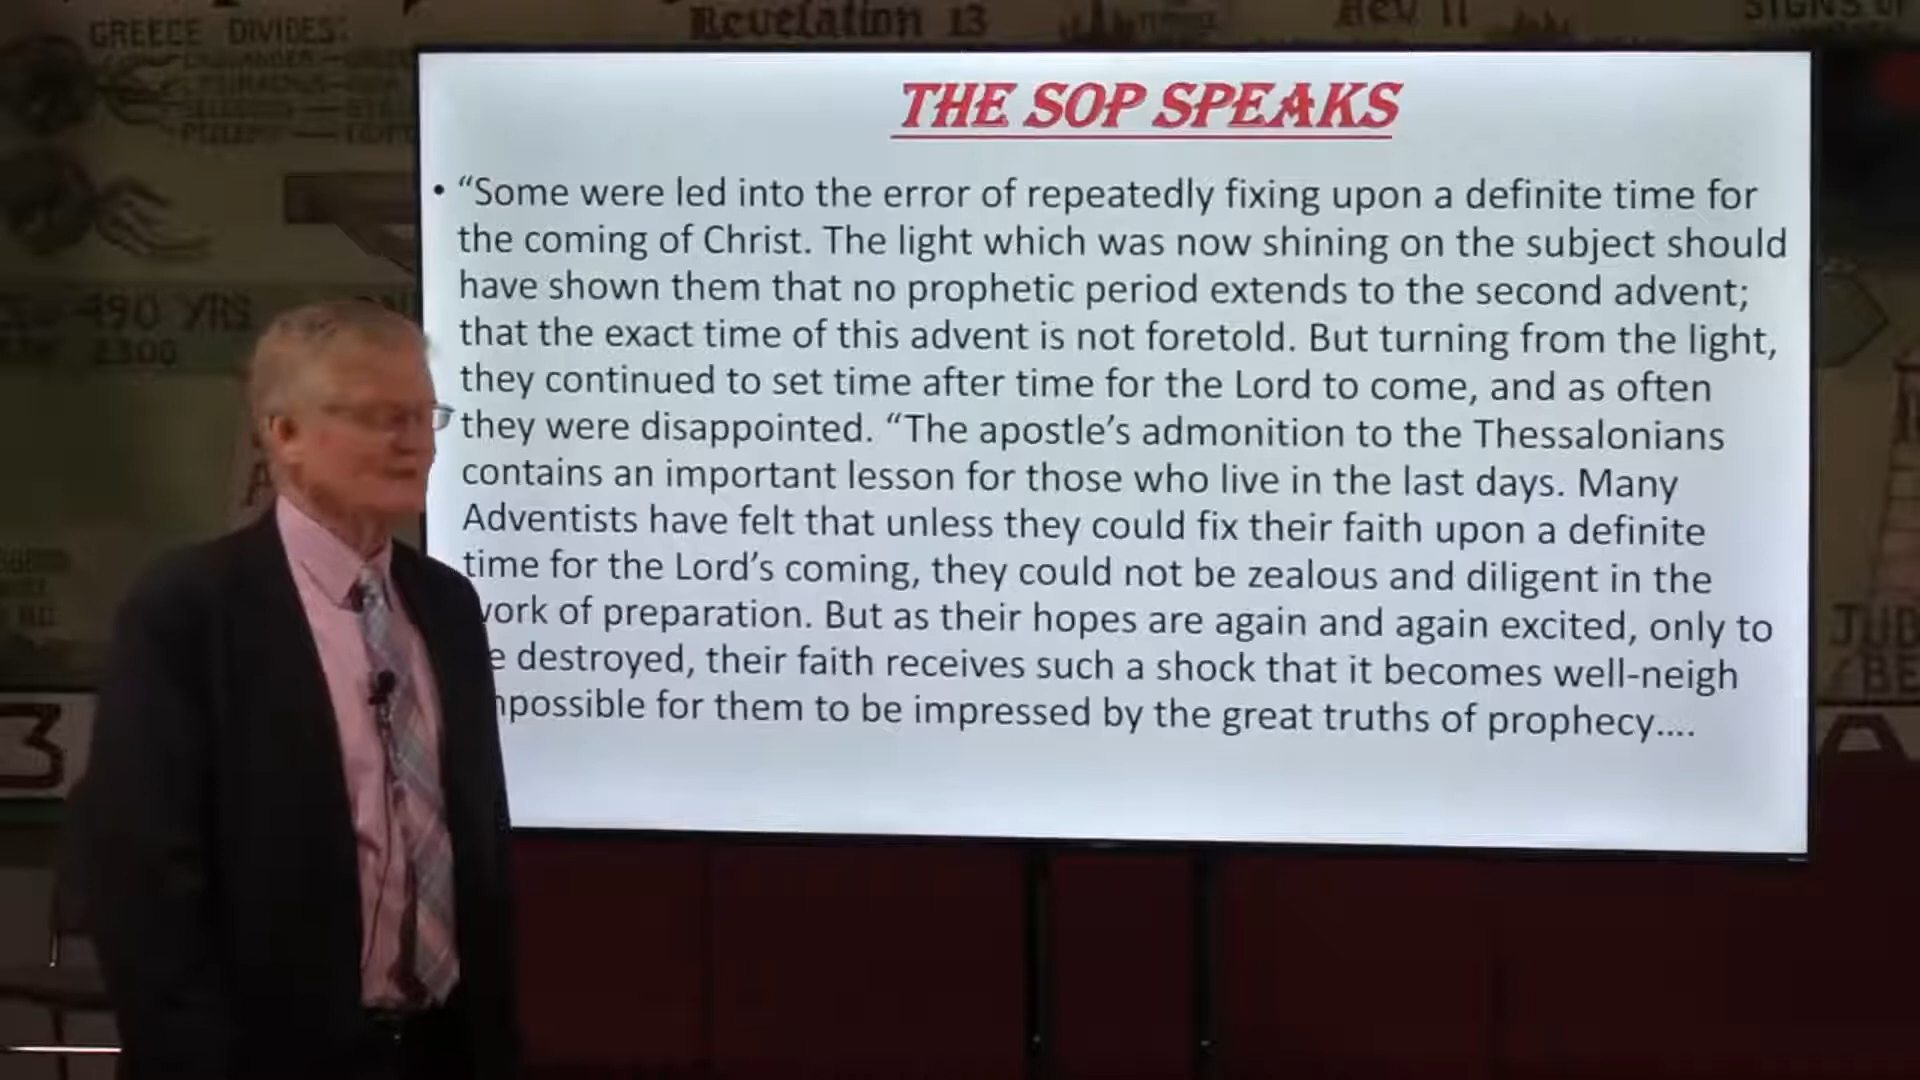 GREECE DIVIDES:
Revelation 13
Rev 11
SIGNS OF
THE SOP SPEAKS
• “Some were led into the error of repeatedly fixing upon a definite time for
the coming of Christ. The light which was now shining on the subject should
have shown them that no prophetic period extends to the second advent;
that the exact time of this advent is not foretold. But turning from the light,
they continued to set time after time for the Lord to come, and as often
they were disappointed. “The apostle’s admonition to the Thessalonians
contains an important lesson for those who live in the last days. Many
Adventists have felt that unless they could fix their faith upon a definite
time for the Lord’s coming, they could not be zealous and diligent in the
work of preparation. But as their hopes are again and again excited, only to
e destroyed, their faith receives such a shock that it becomes well-neigh
mpossible for them to be impressed by the great truths of prophecy....
490 YRS
2300
JUB
BE
3